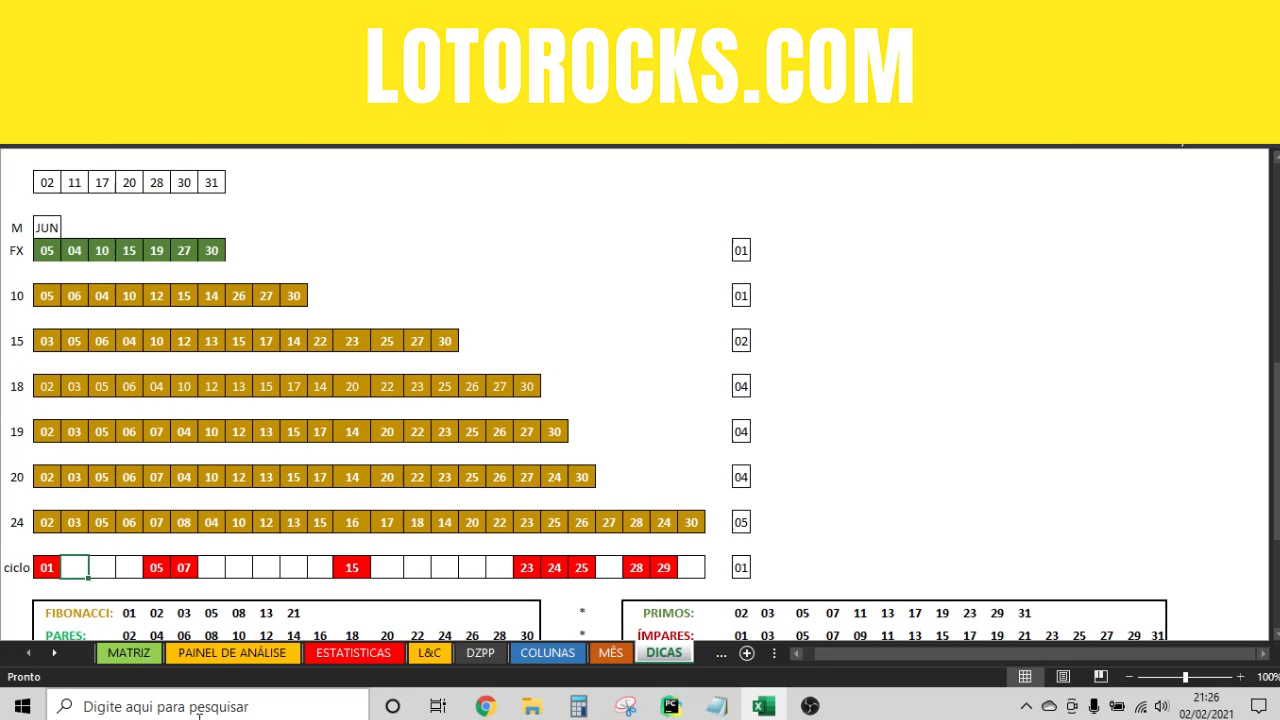 LOTOROCKS.COM
02 11 17 20 28 30 31
M JUN
FX 05 04 10 15 19 27 30 01
10 05 06 04 10 12 15 14 26 27 30 01
15 03 05 06 04 10 12 13 15 17 14 22 23 25 27 30 02
18 02 03 05 06 04 10 12 13 15 17 14 20 22 23 25 26 27 30 04
19 02 03 05 06 07 04 10 12 13 15 17 14 20 22 23 25 26 27 30 04
20 02 03 05 06 07 04 10 12 13 15 17 14 20 22 23 25 26 27 24 30 04
24 02 03 05 06 07 08 04 10 12 13 15 16 17 18 14 20 22 23 25 26 27 28 24 30 05
ciclo 01 05 07 15 23 24 25 28 29 01
FIBONACCI: 01 02 03 05 08 13 21 * PRIMOS: 02 03 05 07 11 13 17 19 23 29 31
PARES: 02 04 06 08 10 12 14 16 18 20 22 24 26 28 30 * ÍMPARES: 01 03 05 07 09 11 13 15 17 19 21 23 25 27 29 31
MATRIZ PAINEL DE ANÁLISE ESTATISTICAS L&C DZPP COLUNAS MÊS DICAS ...
Pronto 100%
Digite aqui para pesquisar 21:26
02/02/2021